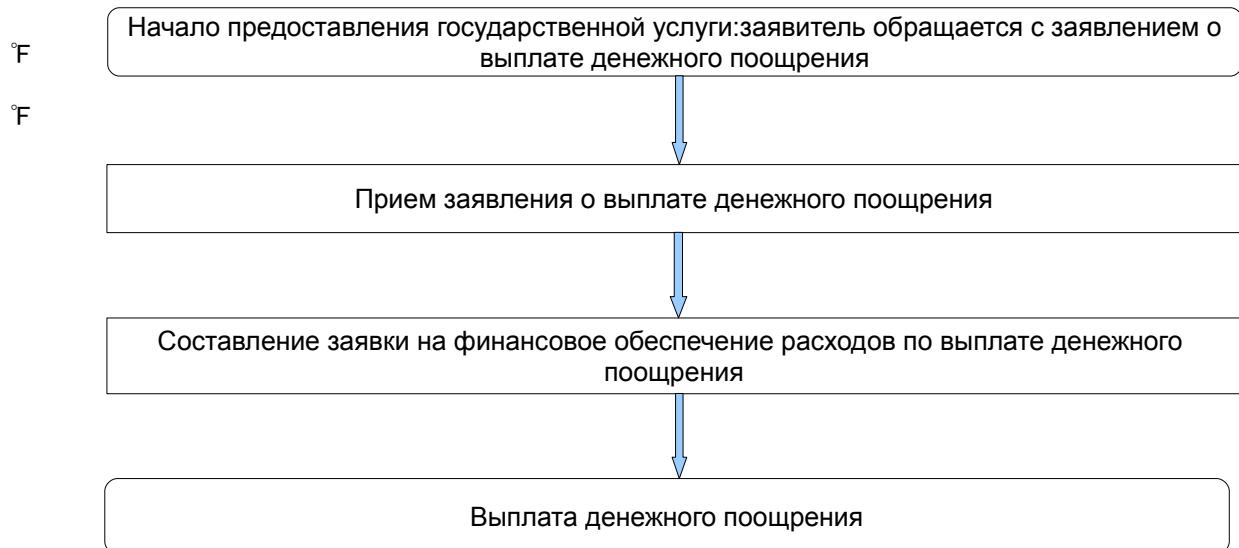 Начало предоставления государственной услуги:заявитель обращается с заявлением о
выплате денежного поощрения
℉
℉
Прием заявления о выплате денежного поощрения
Составление заявки на финансовое обеспечение расходов по выплате денежного
поощрения
Выплата денежного поощрения